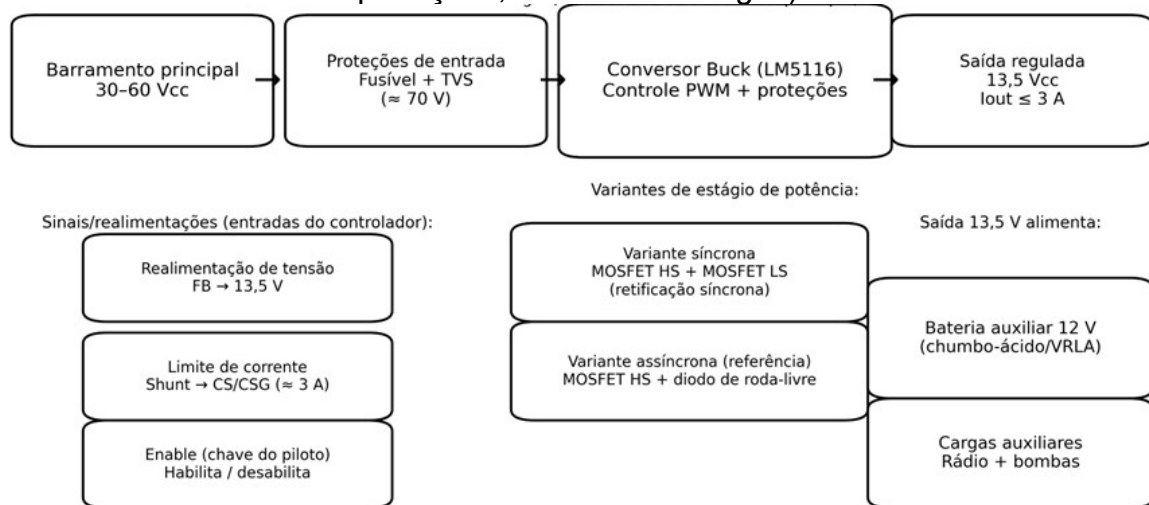 Barramento principal
30–60 Vcc
Proteções de entrada
Fusível + TVS
(≈ 70 V)
Conversor Buck (LM5116)
Controle PWM + proteções
Saída regulada
13,5 Vcc
Iout ≤ 3 A
Variantes de estágio de potência:
Sinais/realimentações (entradas do controlador):
Saída 13,5 V alimenta:
Realimentação de tensão
FB → 13,5 V
Limite de corrente
Shunt → CS/CSG (≈ 3 A)
Enable (chave do piloto)
Habilita / desabilita
Variante síncrona
MOSFET HS + MOSFET LS
(retificação síncrona)
Variante assíncrona (referência)
MOSFET HS + diodo de roda-livre
Bateria auxiliar 12 V
(chumbo-ácido/VRLA)
Cargas auxiliares
Rádio + bombas